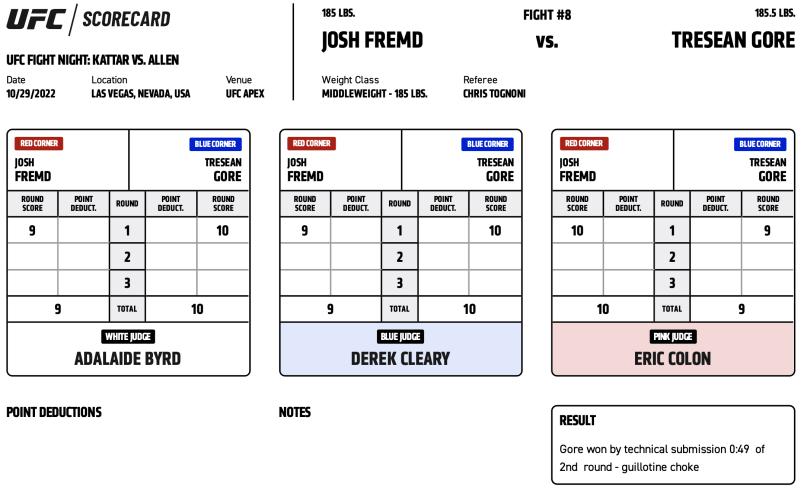 UFC SCORECARD
UFC FIGHT NIGHT: KATTAR VS. ALLEN
Date Location Venue
10/29/2022 LAS VEGAS, NEVADA, USA UFC APEX
185 LBS. FIGHT #8 185.5 LBS.
JOSH FREMD VS. TRESEAN GORE
Weight Class Referee
MIDDLEWEIGHT - 185 LBS. CHRIS TOGNONI
RED CORNER BLUE CORNER
JOSH TRESEAN
FREMD GORE
ROUND SCORE POINT DEDUCT. ROUND POINT DEDUCT. ROUND SCORE
9 1 10
2
3
9 TOTAL 10
WHITE JUDGE
ADALAIDE BYRD
RED CORNER BLUE CORNER
JOSH TRESEAN
FREMD GORE
ROUND SCORE POINT DEDUCT. ROUND POINT DEDUCT. ROUND SCORE
9 1 10
2
3
9 TOTAL 10
BLUE JUDGE
DEREK CLEARY
RED CORNER BLUE CORNER
JOSH TRESEAN
FREMD GORE
ROUND SCORE POINT DEDUCT. ROUND POINT DEDUCT. ROUND SCORE
10 1 9
2
3
10 TOTAL 9
PINK JUDGE
ERIC COLON
POINT DEDUCTIONS
NOTES
RESULT
Gore won by technical submission 0:49 of
2nd round - guillotine choke